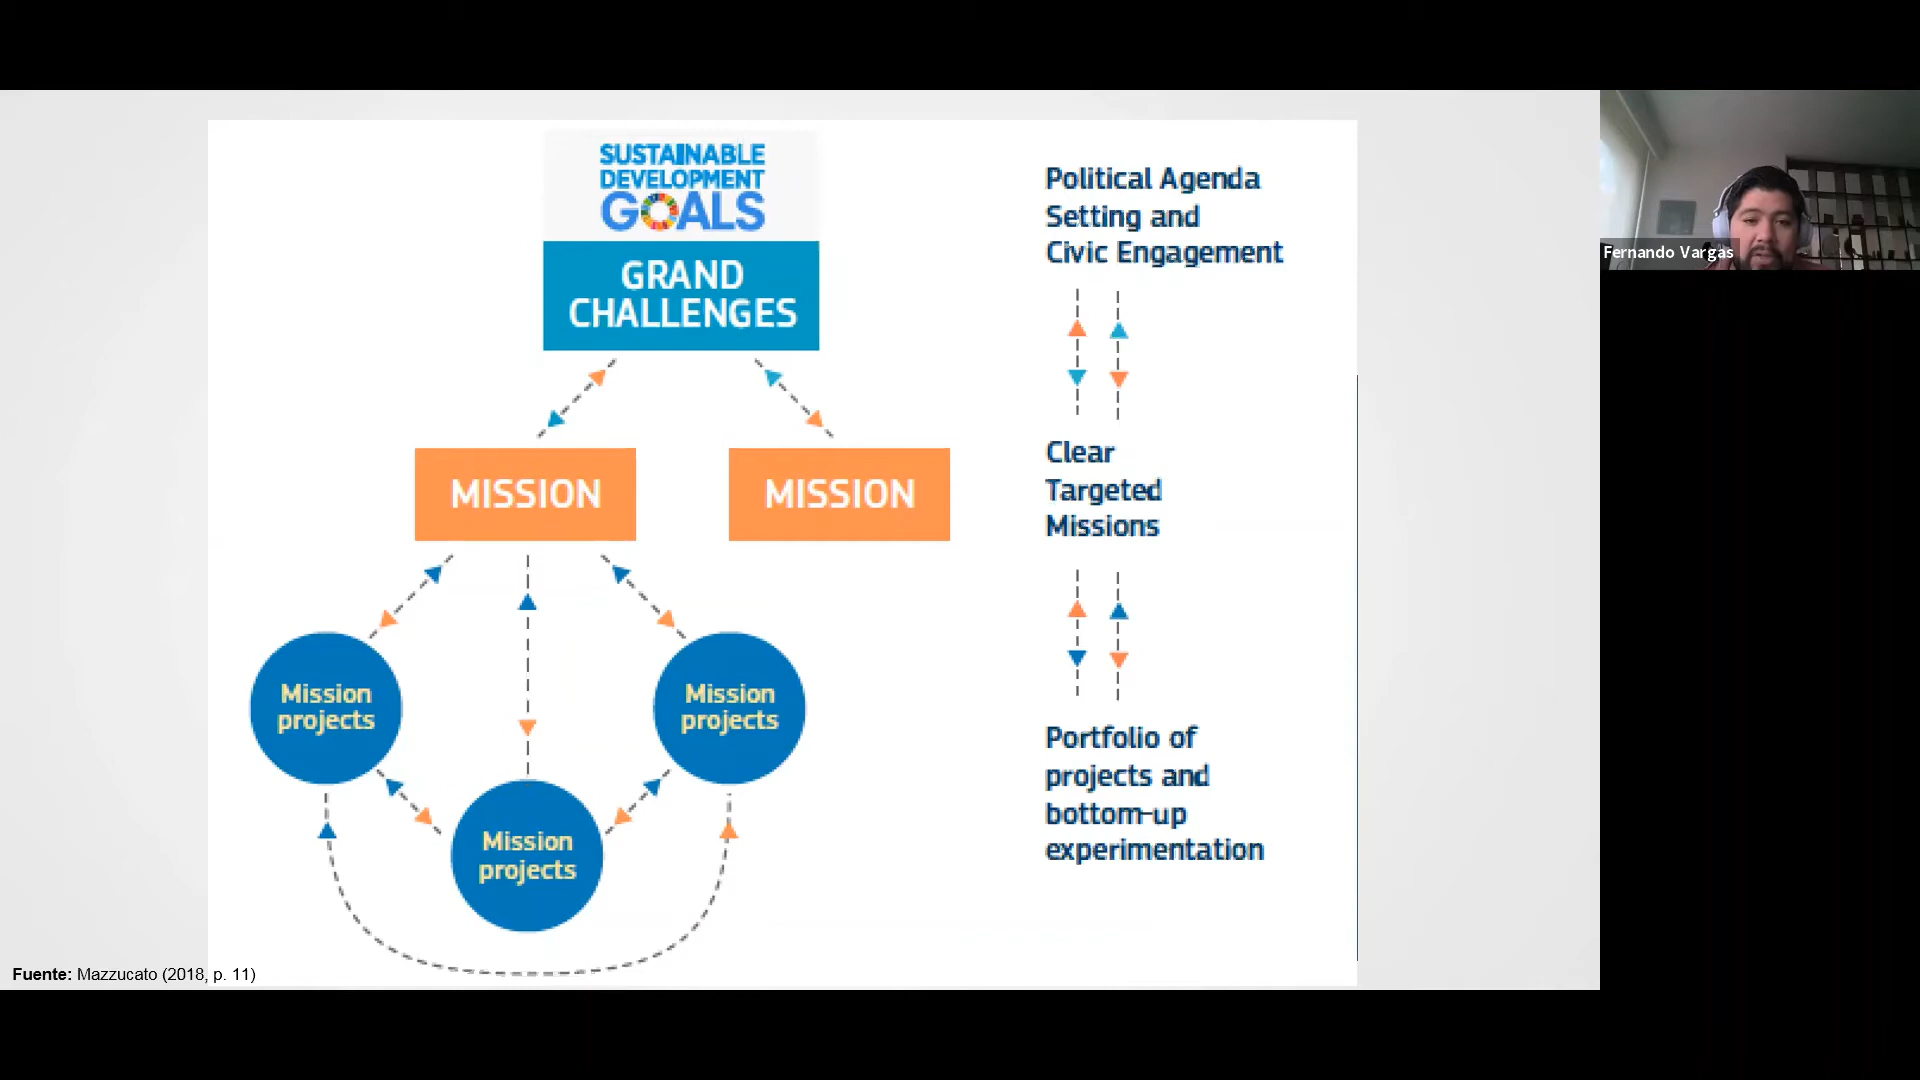 SUSTAINABLE
DEVELOPMENT
GOALS
GRAND
CHALLENGES
MISSION
MISSION
Mission
projects
Mission
projects
Mission
projects
Political Agenda
Setting and
Civic Engagement
Clear
Targeted
Missions
Portfolio of
projects and
bottom-up
experimentation
Fernando Vargas
Fuente: Mazzucato (2018, p. 11)